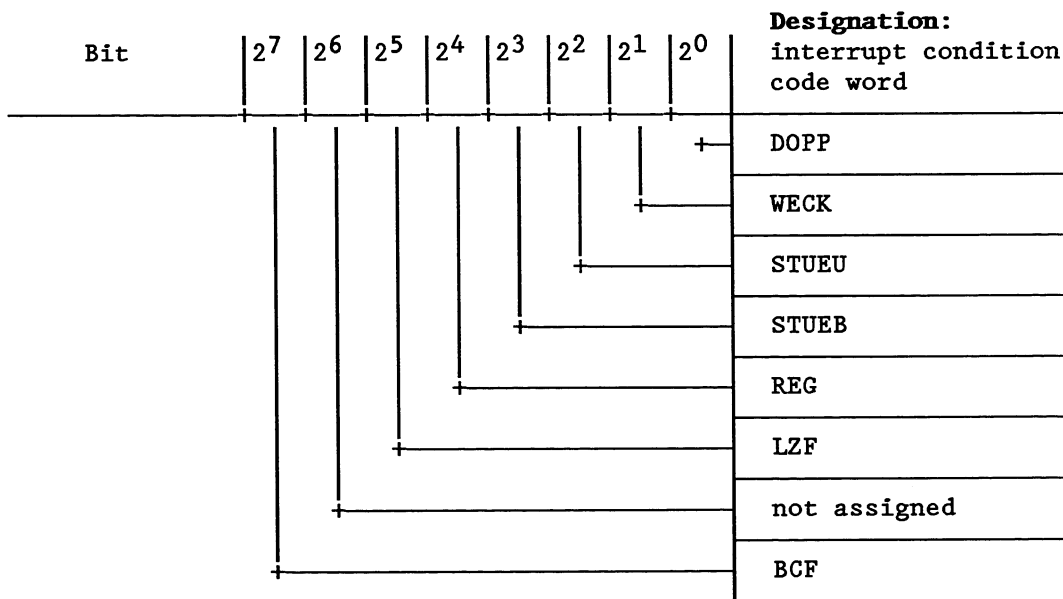 Designation:
Bit 2⁷ 2⁶ 2⁵ 2⁴ 2³ 2² 2¹ 2⁰ interrupt condition
code word
DOPP
WECK
STUEU
STUEB
REG
LZF
not assigned
BCF